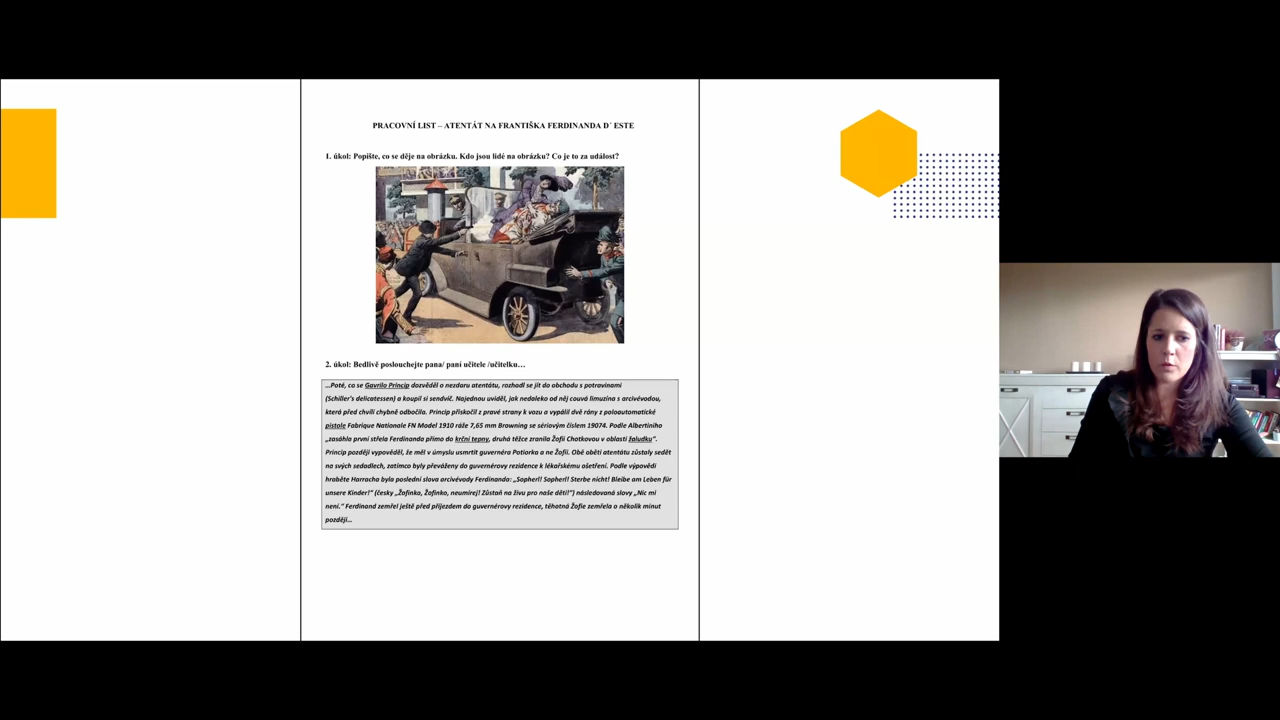 PRACOVNÍ LIST – ATENTÁT NA FRANTIŠKA FERDINANDA D´ ESTE
1. úkol: Popište, co se děje na obrázku. Kdo jsou lidé na obrázku? Co je to za událost?
2. úkol: Bedlivě poslouchejte pana/ paní učitele /učitelku…
…Poté, co se Gavrilo Princip dozvěděl o nezdaru atentátu, rozhodl se jít do obchodu s potravinami
(Schiller's delicatessen) a koupil si sendvič. Najednou uviděl, jak nedaleko od něj couvá limuzína s arcivévodou,
která před chvílí chybně odbočila. Princip přiskočil z pravé strany k vozu a vypálil dvě rány z poloautomatické
pistole Fabrique Nationale FN Model 1910 ráže 7,65 mm Browning se sériovým číslem 19074. Podle Albertiniho
„zasáhla první střela Ferdinanda přímo do krční tepny, druhá těžce zranila Žofii Chotkovou v oblasti žaludku“.
Princip později vypověděl, že měl v úmyslu usmrtit guvernéra Potiorka a ne Žofii. Obě oběti atentátu zůstaly sedět
na svých sedadlech, zatímco byly převáženy do guvernérovy rezidence k lékařskému ošetření. Podle výpovědi
hraběte Harracha byla poslední slova arcivévody Ferdinanda: „Sopherl! Sopherl! Sterbe nicht! Bleibe am Leben für
unsere Kinder!“ (česky „Žofinko, Žofinko, neumírej! Zůstaň na živu pro naše děti!“) následovaná slovy „Nic mi
není.“ Ferdinand zemřel ještě před příjezdem do guvernérovy rezidence, těhotná Žofie zemřela o několik minut
později…